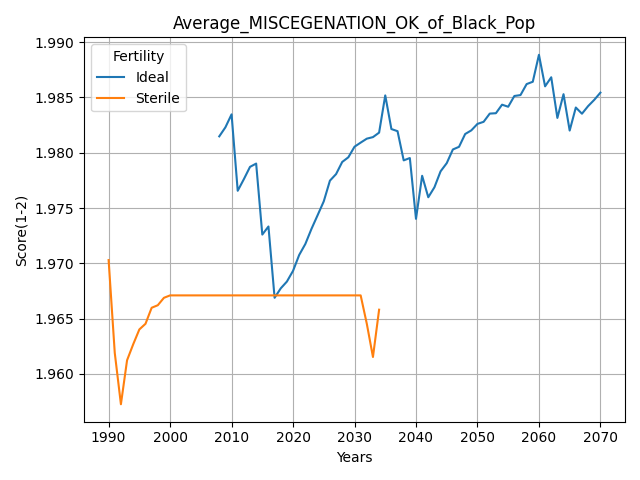 Average_MISCEGENATION_OK_of_Black_Pop
Fertility
Ideal
Sterile
Score(1-2)
1.990
1.985
1.980
1.975
1.970
1.965
1.960
1990 2000 2010 2020 2030 2040 2050 2060 2070
Years